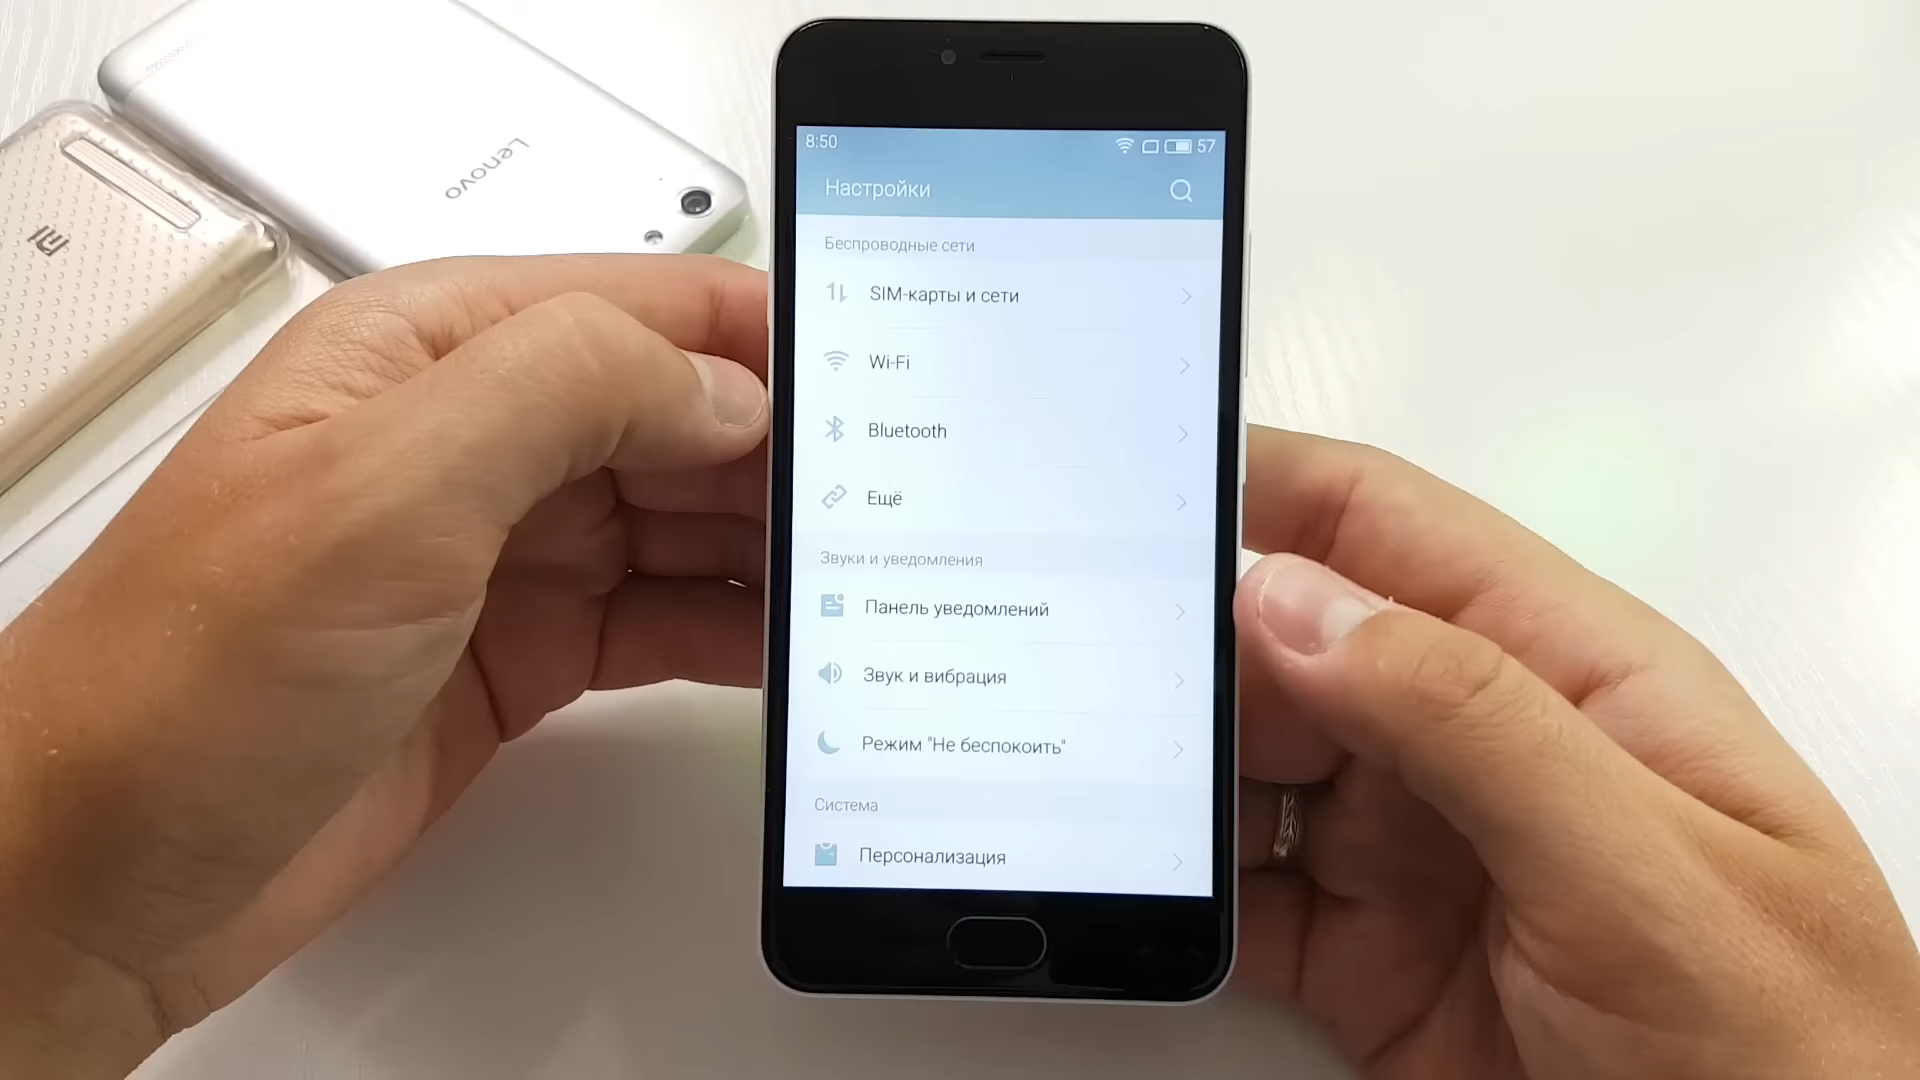 Lenovo
8:50
57
Настройки
Беспроводные сети
SIM-карты и сети
Wi-Fi
Bluetooth
Ещё
Звуки и уведомления
Панель уведомлений
Звук и вибрация
Режим "Не беспокоить"
Система
Персонализация